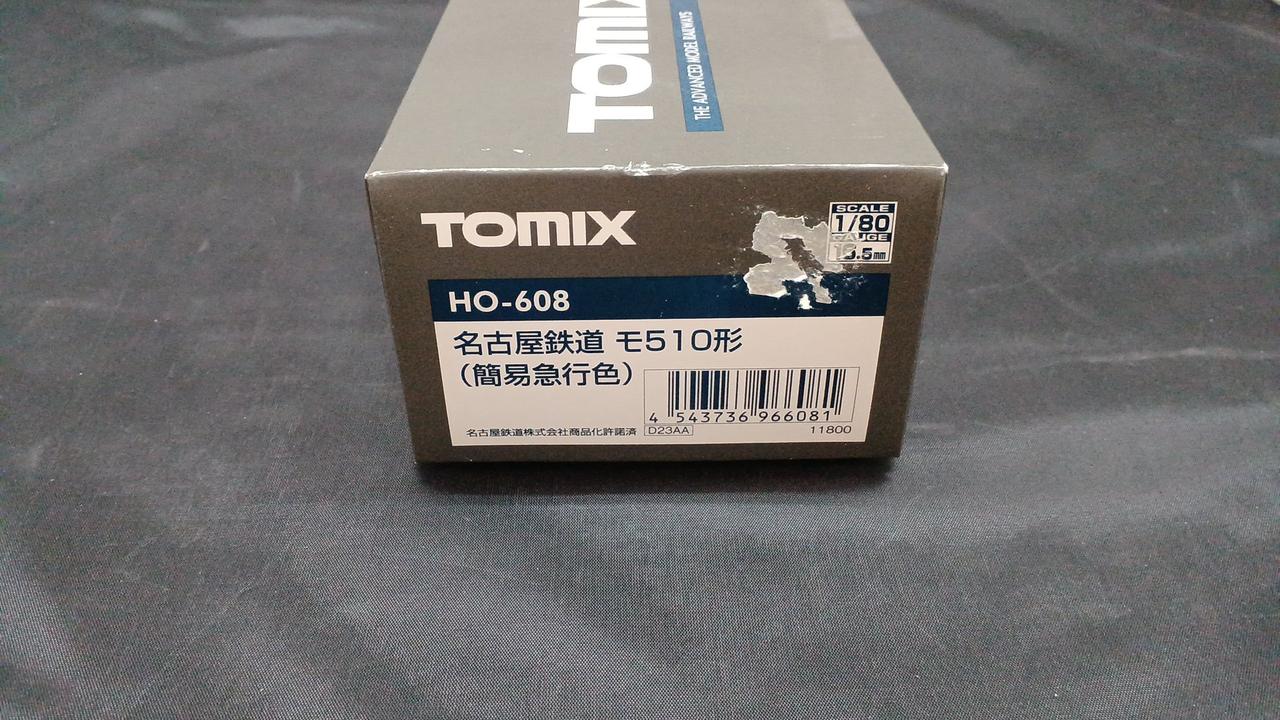 TOMIX
THE ADVANCED MODEL RAILWAYS
TOMIX
SCALE
1/80
GAUGE
16.5mm
HO-608
名古屋鉄道 モ510形
（簡易急行色）
4 543736 966081
名古屋鉄道株式会社商品化許諾済 D23AA 11800